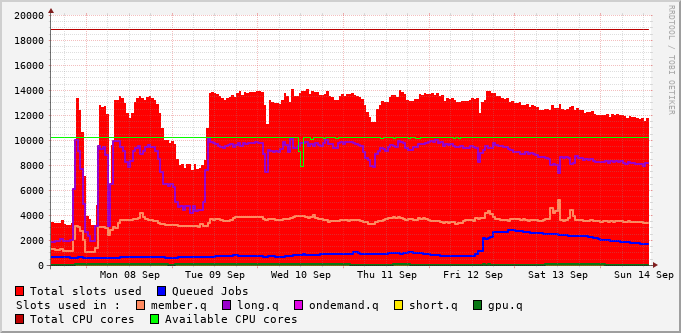 20000
18000
16000
14000
12000
10000
8000
6000
4000
2000
0
Mon 08 Sep Tue 09 Sep Wed 10 Sep Thu 11 Sep Fri 12 Sep Sat 13 Sep Sun 14 Sep
RRDTOOL / TOBI OETIKER
Total slots used Queued Jobs
Slots used in : member.q long.q ondemand.q short.q gpu.q
Total CPU cores Available CPU cores